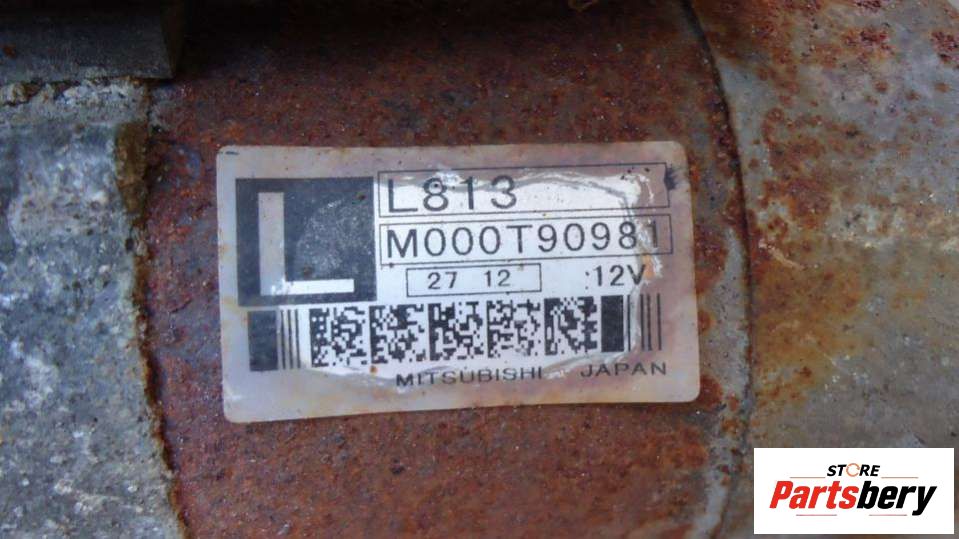 L
L813
M000T90981
27 12
12V
MITSUBISHI JAPAN
STORE
Partsbery